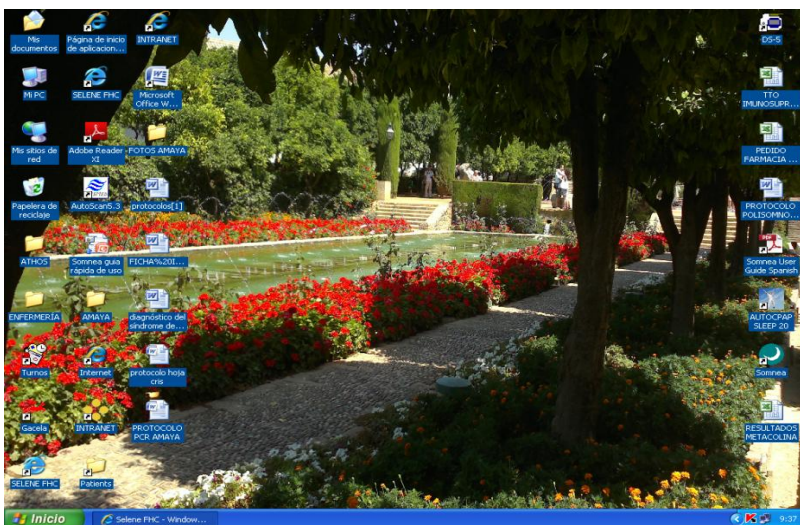 Mis
documentos
Página de inicio
de aplicacion...
INTRANET
DS-5
Mi PC
SELENE FHC
Microsoft
Office W...
TTO
IMUNOSUPR...
Mis sitios de
red
Adobe Reader
XI
FOTOS AMAYA
PEDIDO
FARMACIA ...
Papelera de
reciclaje
AutoScan5.3
protocolos[1]
PROTOCOLO
POLISOMNO...
ATHOS
Somnea guia
rápida de uso
FICHA%20I...
Somnea User
Guide Spanish
ENFERMERÍA
AMAYA
diagnóstico del
síndrome de...
AUTOCPAP
SLEEP 20
Turnos
Internet
protocolo hoja
cris
Somnea
Gacela
INTRANET
PROTOCOLO
PCR AMAYA
RESULTADOS
METACOLINA
SELENE FHC
Patients
Inicio
Selene FHC - Window...
9:37